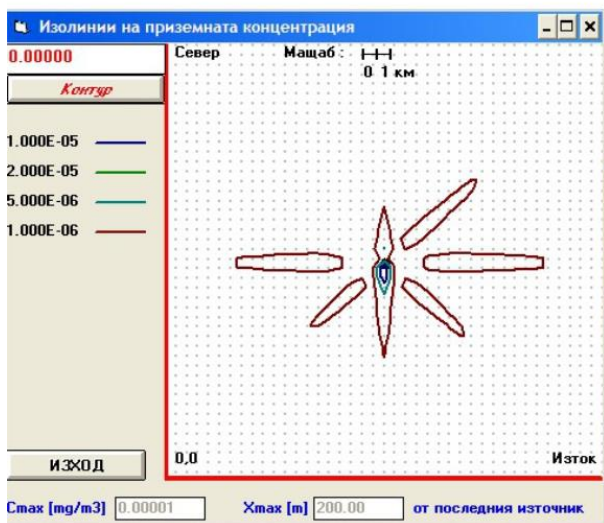 Изолинии на приземната концентрация
0.00000
Север
Мащаб :
0 1 км
Контур
1.000E-05
2.000E-05
5.000E-06
1.000E-06
ИЗХОД
0,0
Изток
Cmax [mg/m3] 0.00001 Xmax [m] 200.00 от последния източник